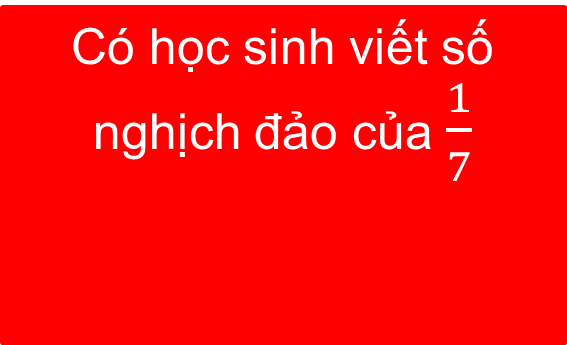 Có học sinh viết số
nghịch đảo của 1/7